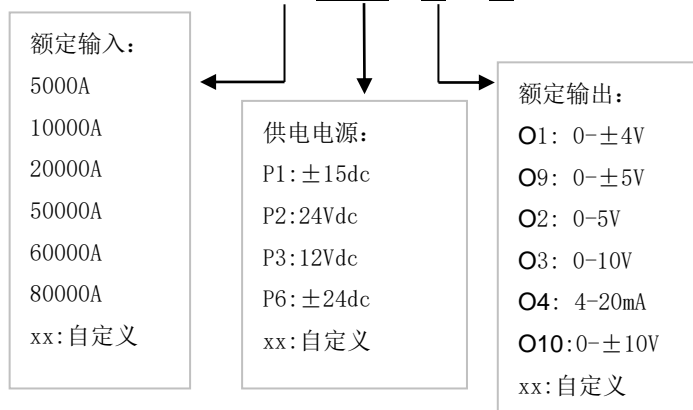 额定输入:
5000A
10000A
20000A
50000A
60000A
80000A
xx:自定义
供电电源:
P1:±15dc
P2:24Vdc
P3:12Vdc
P6:±24dc
xx:自定义
额定输出:
O1: 0-±4V
O9: 0-±5V
O2: 0-5V
O3: 0-10V
O4: 4-20mA
O10:0-±10V
xx:自定义